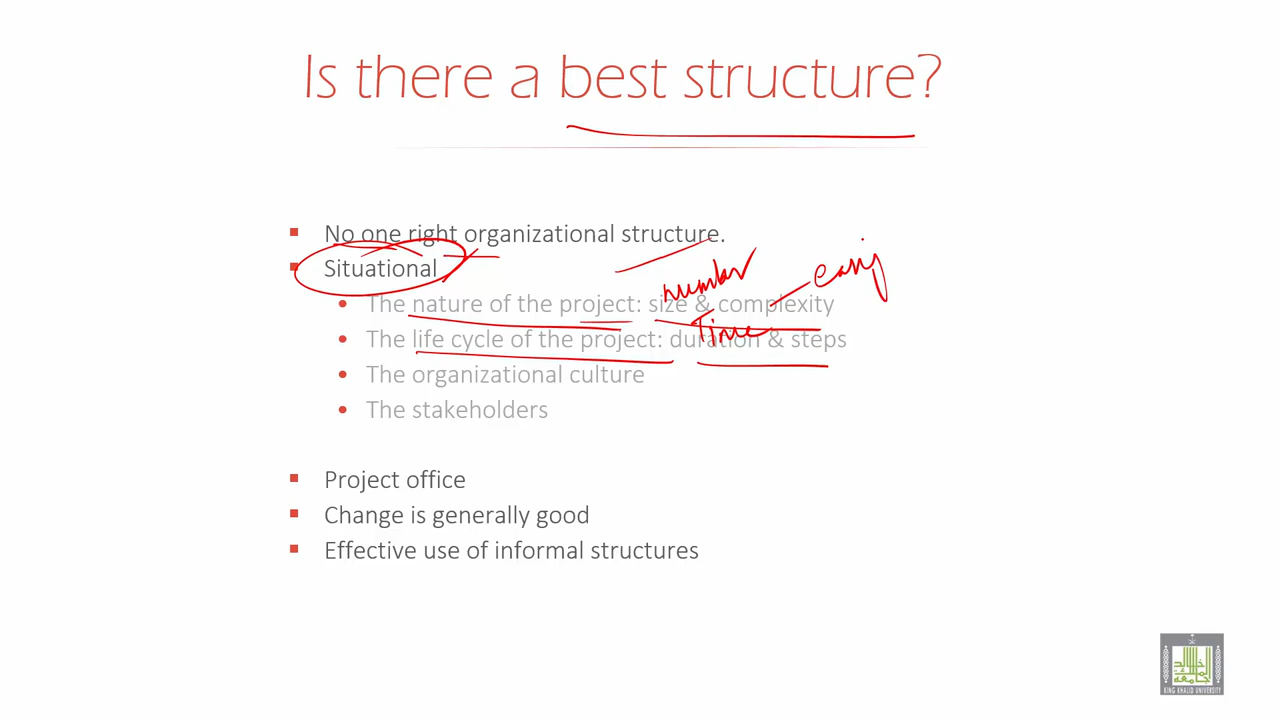 Is there a best structure?
No one right organizational structure.
Situational
number
The nature of the project: size & complexity
Time
The life cycle of the project: duration & steps
The organizational culture
The stakeholders
Project office
Change is generally good
Effective use of informal structures
KING KHALID UNIVERSITY